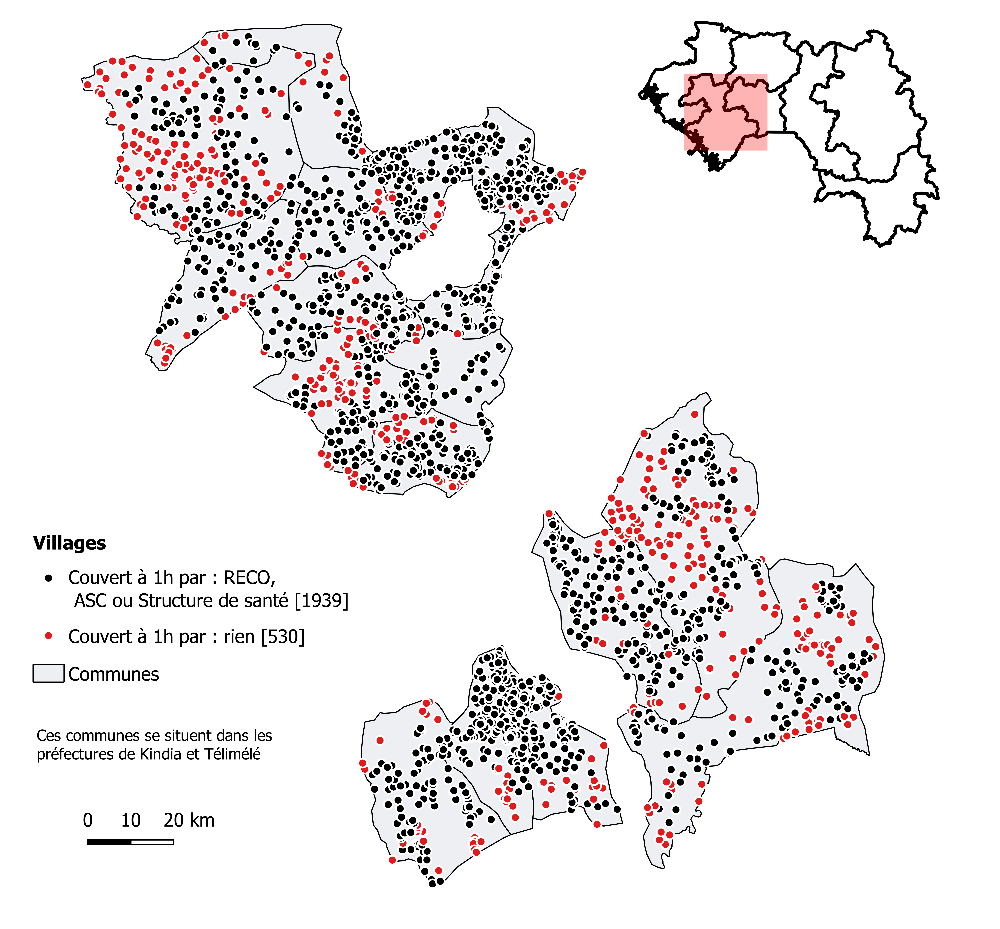 Villages
Couvert à 1h par : RECO,
ASC ou Structure de santé [1939]
Couvert à 1h par : rien [530]
Communes
Ces communes se situent dans les
préfectures de Kindia et Télimélé
0 10 20 km